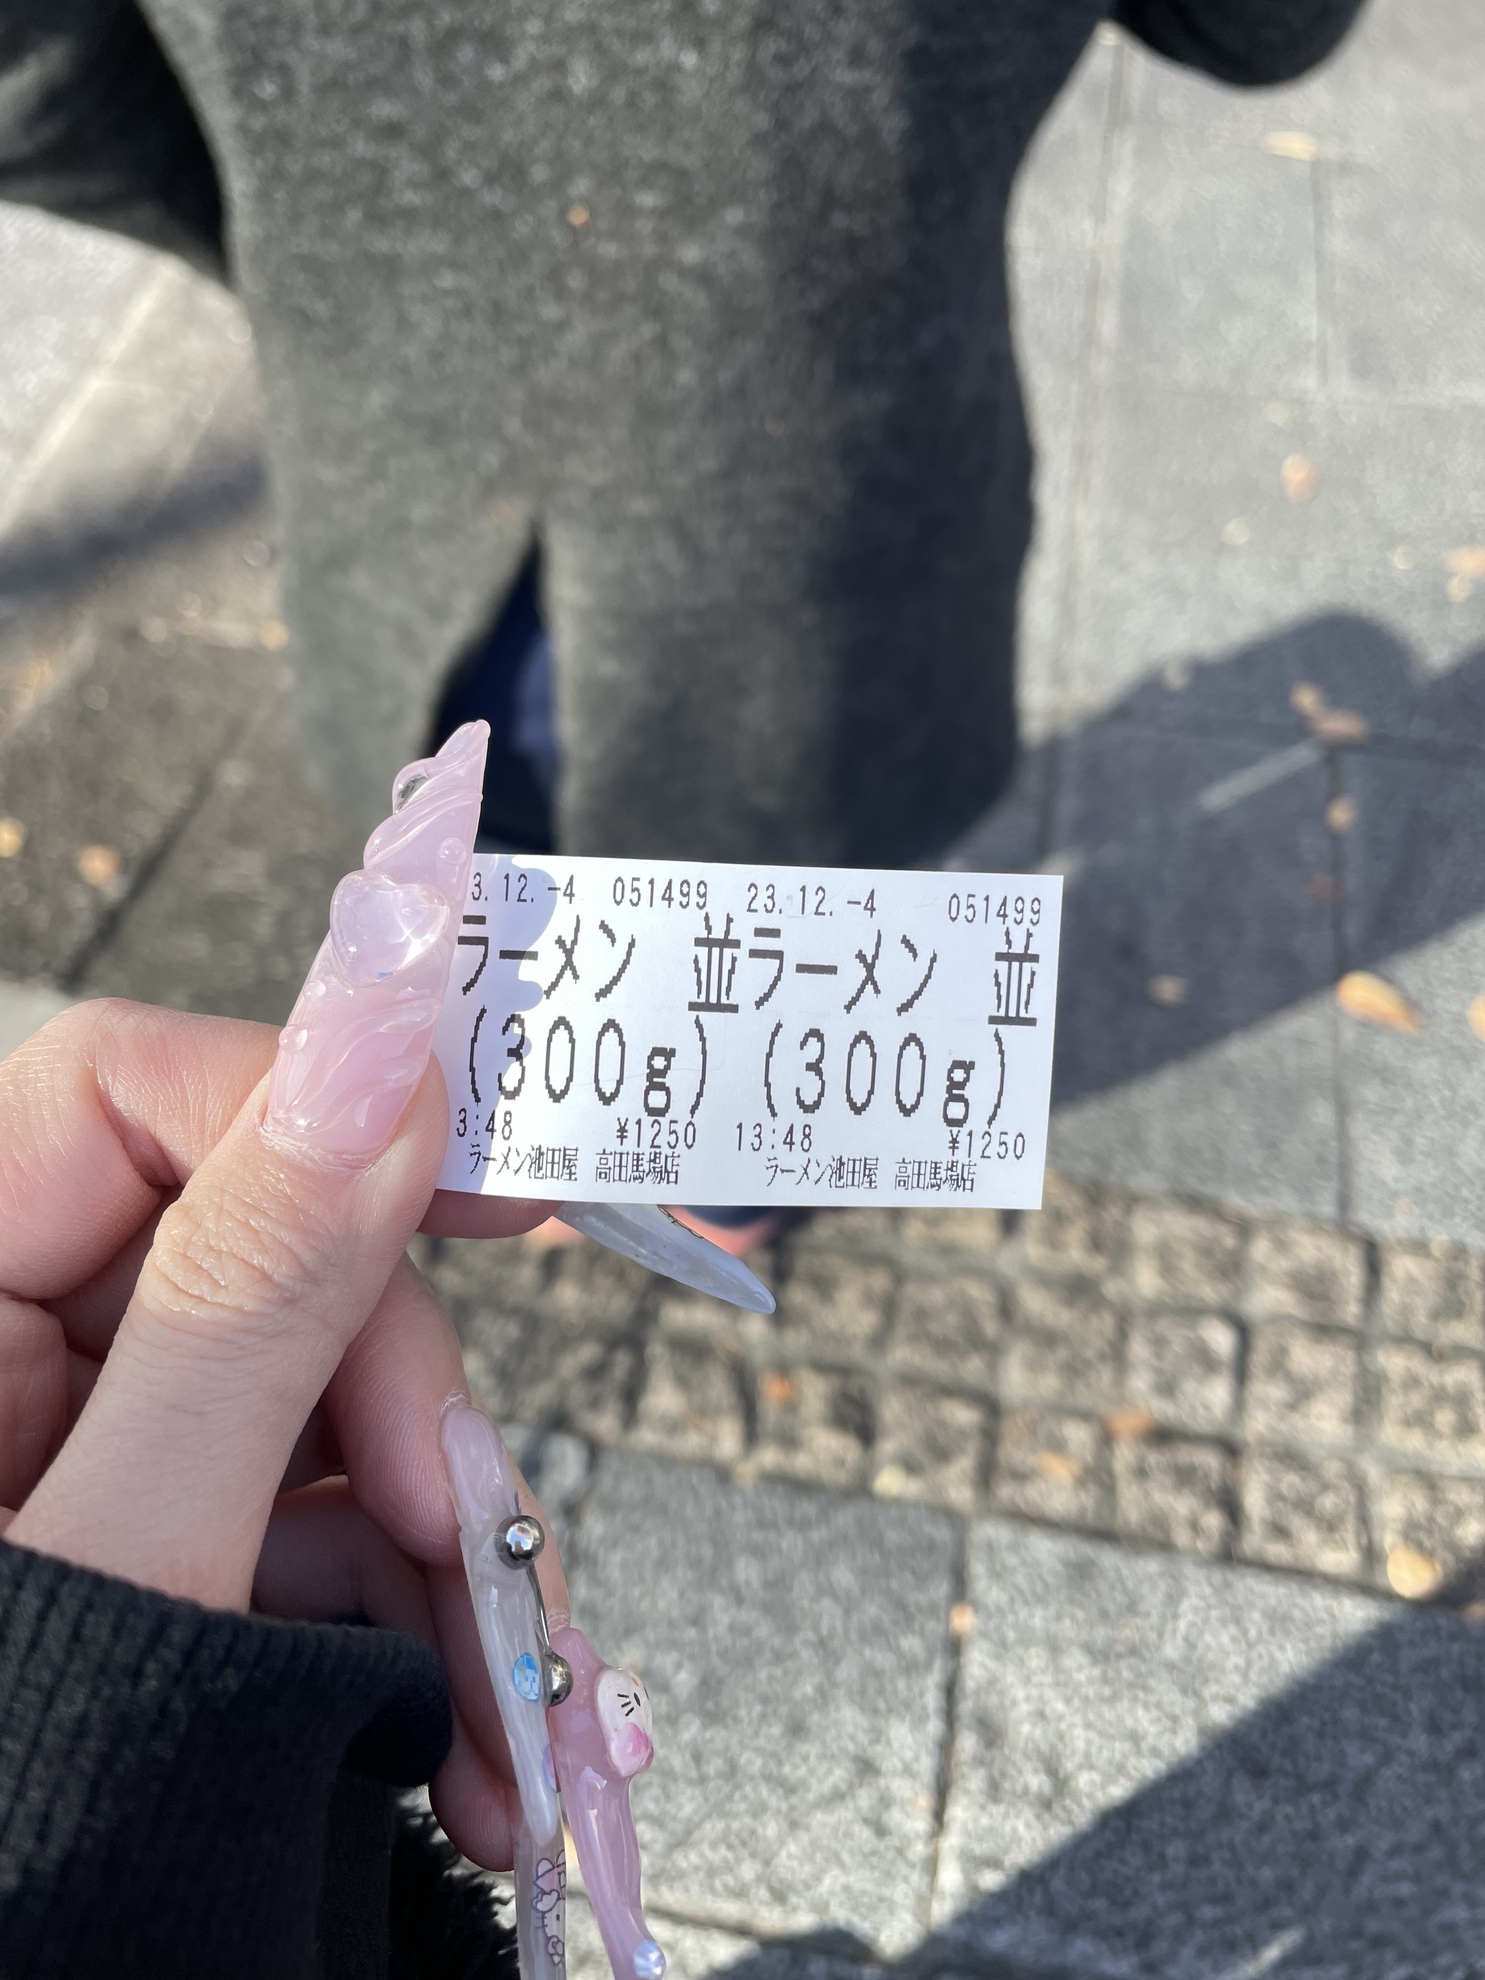 3.12.-4 051499 23.12.-4 051499
ラーメン 並 ラーメン 並
(300g) (300g)
3:48 ¥1250 13:48 ¥1250
ラーメン池田屋 高田馬場店 ラーメン池田屋 高田馬場店